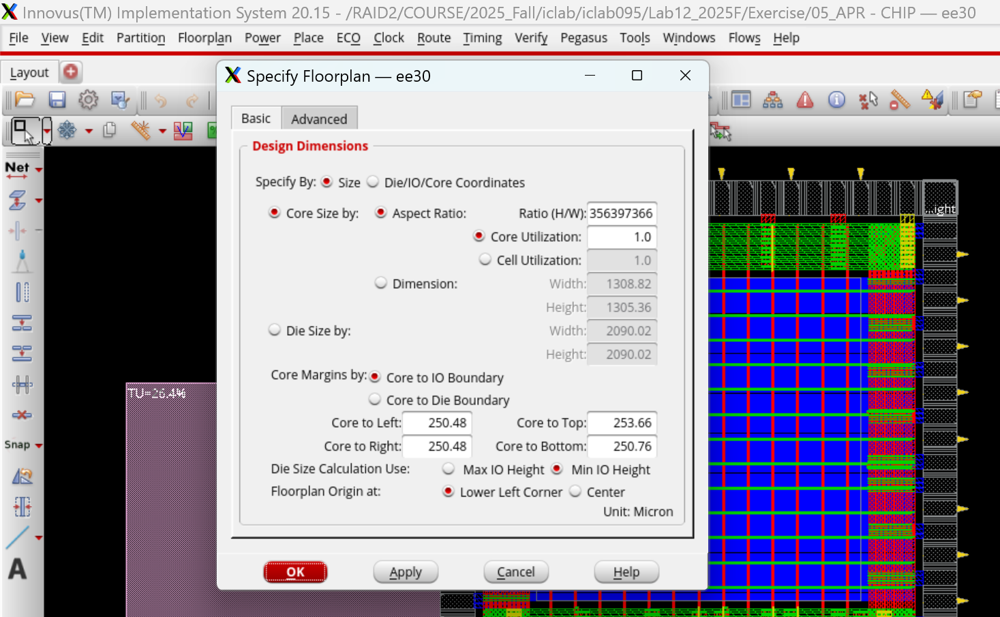 Innovus(TM) Implementation System 20.15 - /RAID2/COURSE/2025_Fall/iclab/iclab095/Lab12_2025F/Exercise/05_APR - CHIP — ee30
File View Edit Partition Floorplan Power Place ECO Clock Route Timing Verify Pegasus Tools Windows Flows Help
Layout
Specify Floorplan — ee30
Basic Advanced
Design Dimensions
Net
Specify By: Size Die/IO/Core Coordinates
Core Size by: Aspect Ratio: Ratio (H/W): 356397366
...ight
Core Utilization: 1.0
Cell Utilization: 1.0
Dimension: Width: 1308.82
Height: 1305.36
Die Size by: Width: 2090.02
Height: 2090.02
Core Margins by: Core to IO Boundary
TU=26.4%
Core to Die Boundary
Core to Left: 250.48 Core to Top: 253.66
Snap
Core to Right: 250.48 Core to Bottom: 250.76
Die Size Calculation Use: Max IO Height Min IO Height
Floorplan Origin at: Lower Left Corner Center
Unit: Micron
A
OK Apply Cancel Help